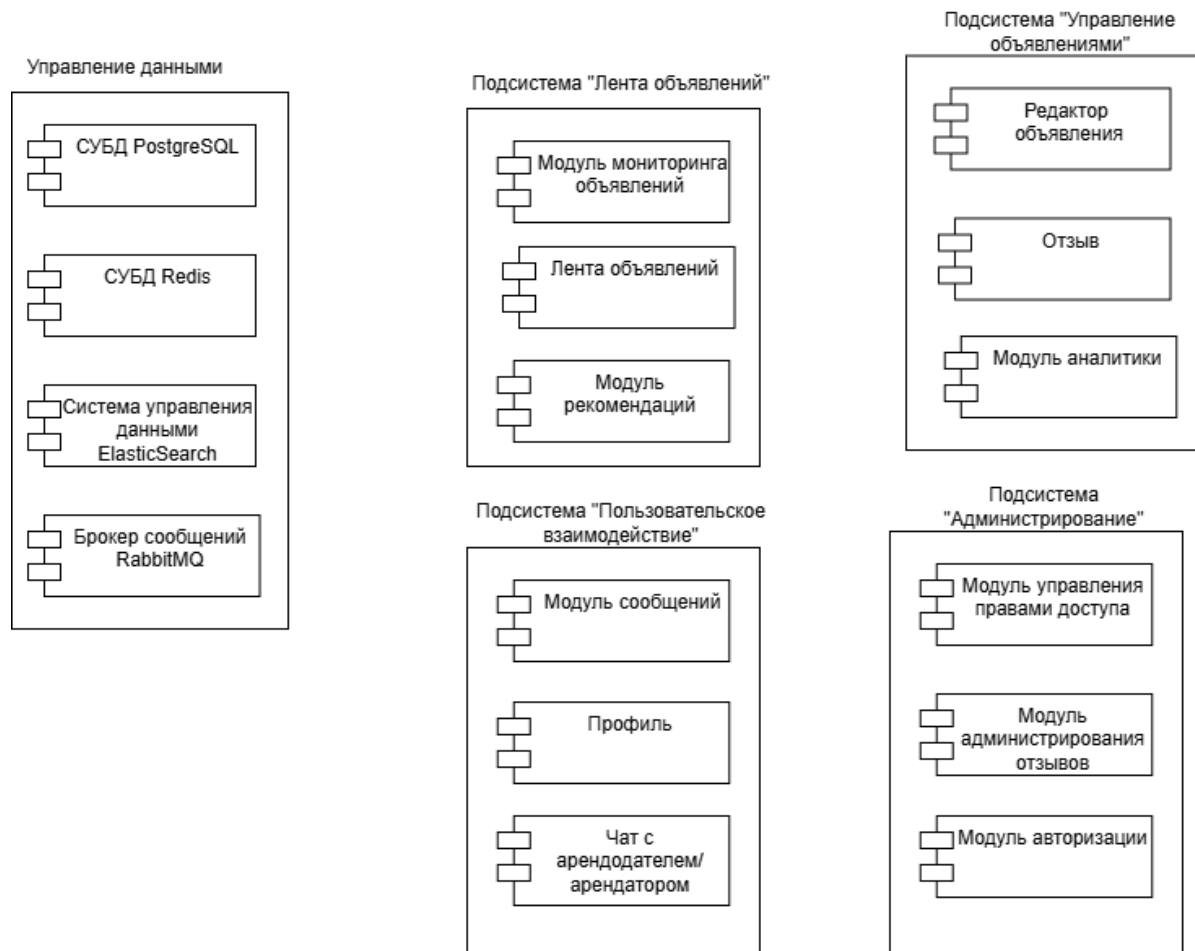 Управление данными
СУБД PostgreSQL
СУБД Redis
Система управления
данными
ElasticSearch
Брокер сообщений
RabbitMQ
Подсистема "Лента объявлений"
Модуль мониторинга
объявлений
Лента объявлений
Модуль
рекомендаций
Подсистема "Управление
объявлениями"
Редактор
объявления
Отзыв
Модуль аналитики
Подсистема "Пользовательское
взаимодействие"
Модуль сообщений
Профиль
Чат с
арендодателем/
арендатором
Подсистема
"Администрирование"
Модуль управления
правами доступа
Модуль
администрирования
отзывов
Модуль авторизации